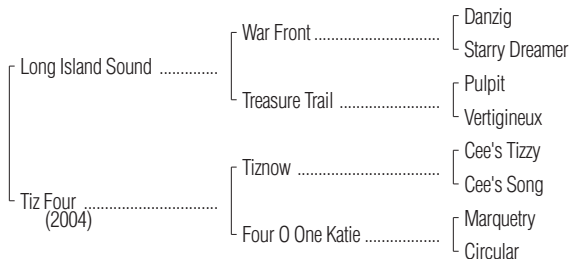 Danzig
War Front ....................................
Starry Dreamer
Long Island Sound ...............
Pulpit
Treasure Trail .............................
Vertigineux
Cee's Tizzy
Tiznow .......................................
Cee's Song
Tiz Four ..................................
(2004)
Marquetry
Four O One Katie .....................
Circular